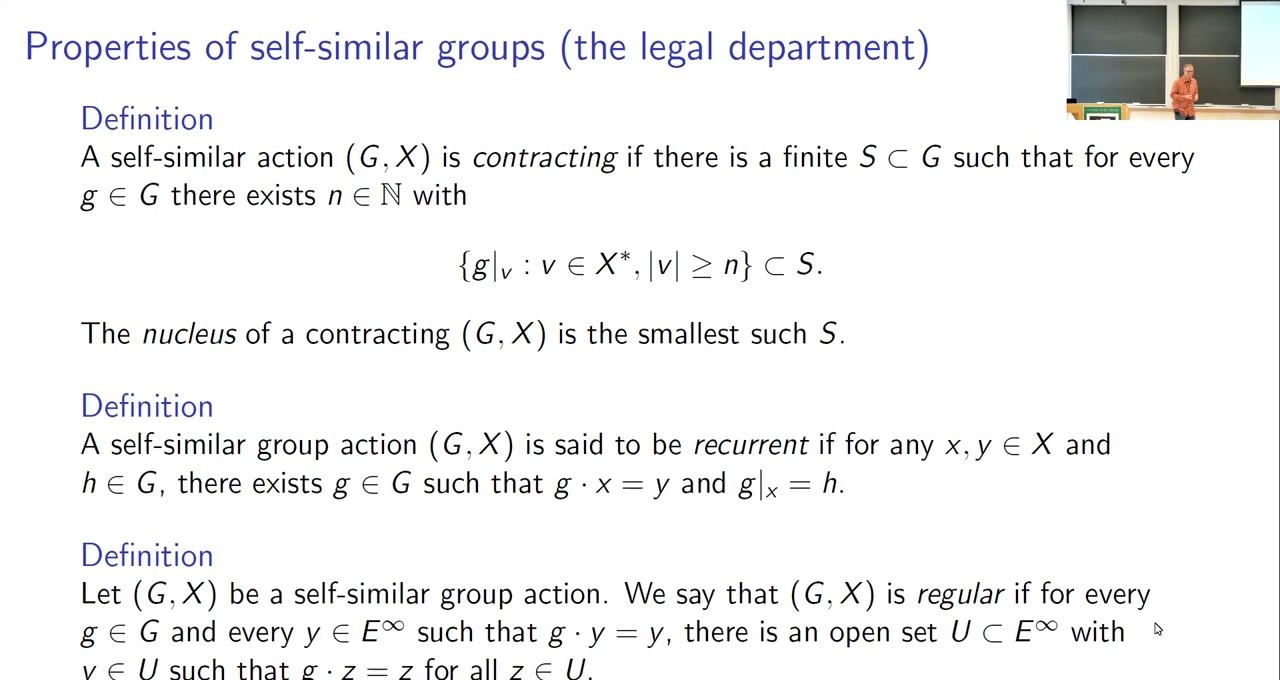 Properties of self-similar groups (the legal department)
Definition
A self-similar action (G, X) is contracting if there is a finite S ⊂ G such that for every
g ∈ G there exists n ∈ ℕ with
{g|ᵥ : v ∈ X*, |v| ≥ n} ⊂ S.
The nucleus of a contracting (G, X) is the smallest such S.
Definition
A self-similar group action (G, X) is said to be recurrent if for any x, y ∈ X and
h ∈ G, there exists g ∈ G such that g · x = y and g|ₓ = h.
Definition
Let (G, X) be a self-similar group action. We say that (G, X) is regular if for every
g ∈ G and every y ∈ E^∞ such that g · y = y, there is an open set U ⊂ E^∞ with
y ∈ U such that g · z = z for all z ∈ U.